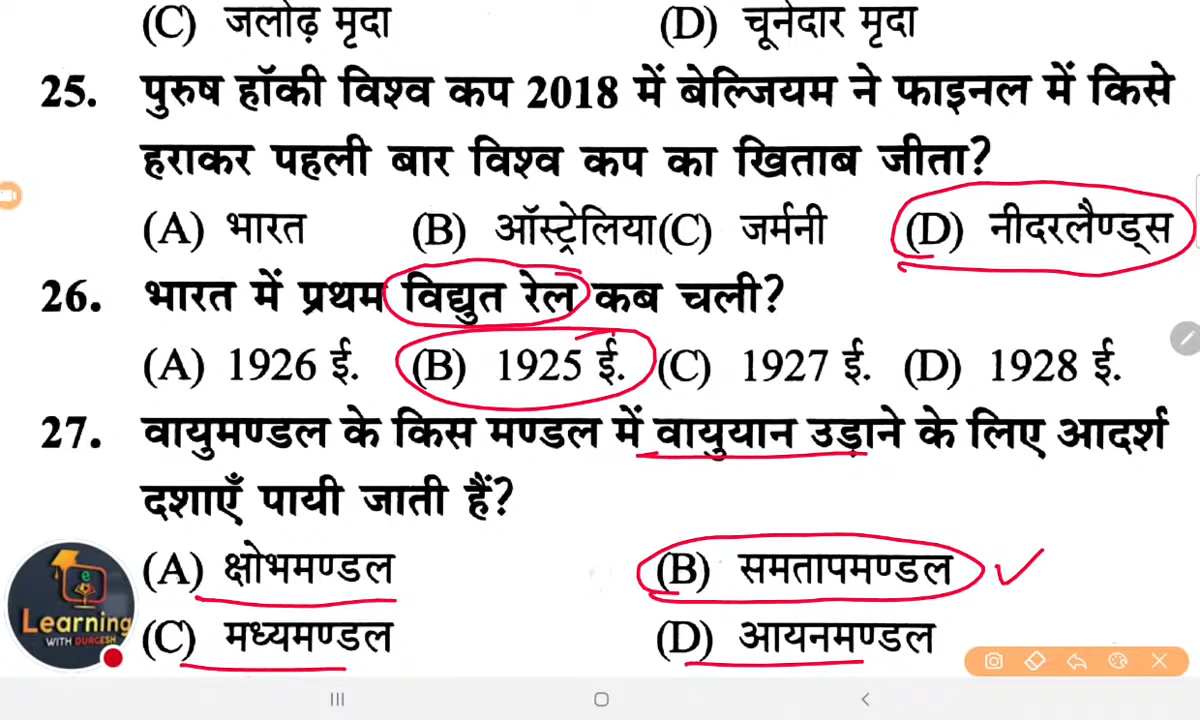 (C) जलोढ़ मृदा (D) चूनेदार मृदा
25. पुरुष हॉकी विश्व कप 2018 में बेल्जियम ने फाइनल में किसे
हराकर पहली बार विश्व कप का खिताब जीता?
(A) भारत (B) ऑस्ट्रेलिया(C) जर्मनी (D) नीदरलैण्ड्स
26. भारत में प्रथम विद्युत रेल कब चली?
(A) 1926 ई. (B) 1925 ई. (C) 1927 ई. (D) 1928 ई.
27. वायुमण्डल के किस मण्डल में वायुयान उड़ाने के लिए आदर्श
दशाएँ पायी जाती हैं?
(A) क्षोभमण्डल (B) समतापमण्डल
(C) मध्यमण्डल (D) आयनमण्डल
e
Learning
WITH DURGESH